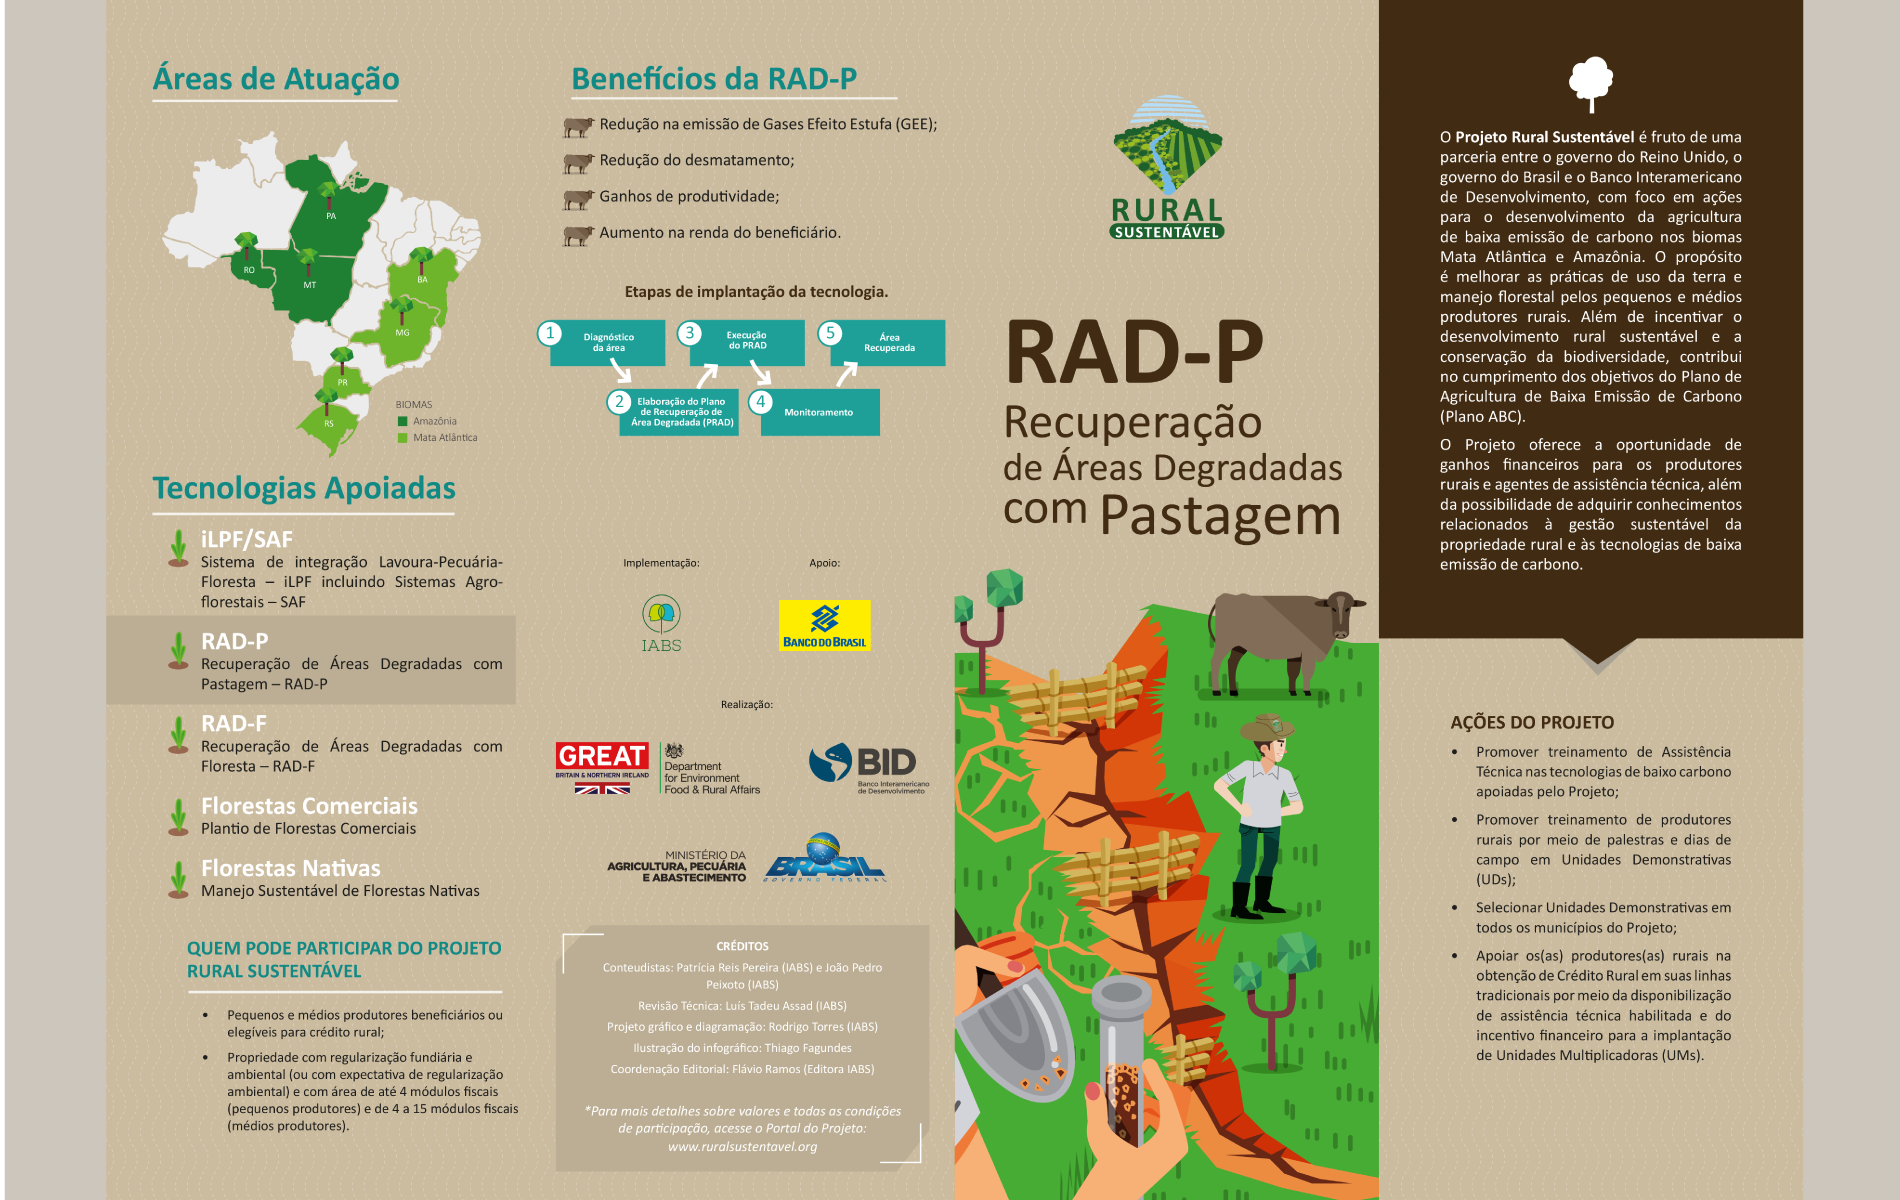 Áreas de Atuação
PA
RO
MT
BA
MG
PR
RS
BIOMAS
Amazônia
Mata Atlântica
Tecnologias Apoiadas
iLPF/SAF
Sistema de integração Lavoura-Pecuária-
Floresta – iLPF incluindo Sistemas Agro-
florestais – SAF
RAD-P
Recuperação de Áreas Degradadas com
Pastagem – RAD-P
RAD-F
Recuperação de Áreas Degradadas com
Floresta – RAD-F
Florestas Comerciais
Plantio de Florestas Comerciais
Florestas Nativas
Manejo Sustentável de Florestas Nativas
QUEM PODE PARTICIPAR DO PROJETO
RURAL SUSTENTÁVEL
• Pequenos e médios produtores beneficiários ou
elegíveis para crédito rural;
• Propriedade com regularização fundiária e
ambiental (ou com expectativa de regularização
ambiental) e com área de até 4 módulos fiscais
(pequenos produtores) e de 4 a 15 módulos fiscais
(médios produtores).
Benefícios da RAD-P
Redução na emissão de Gases Efeito Estufa (GEE);
Redução do desmatamento;
Ganhos de produtividade;
Aumento na renda do beneficiário.
Etapas de implantação da tecnologia.
1
Diagnóstico
da área
2
Elaboração do Plano
de Recuperação de
Área Degradada (PRAD)
3
Execução
do PRAD
4
Monitoramento
5
Área
Recuperada
Implementação:
IABS
Apoio:
BANCO DO BRASIL
Realização:
GREAT
BRITAIN & NORTHERN IRELAND
Department
for Environment
Food & Rural Affairs
BID
Banco Interamericano
de Desenvolvimento
MINISTÉRIO DA
AGRICULTURA, PECUÁRIA
E ABASTECIMENTO
BRASIL
GOVERNO FEDERAL
CRÉDITOS
Conteudistas: Patrícia Reis Pereira (IABS) e João Pedro
Peixoto (IABS)
Revisão Técnica: Luís Tadeu Assad (IABS)
Projeto gráfico e diagramação: Rodrigo Torres (IABS)
Ilustração do infográfico: Thiago Fagundes
Coordenação Editorial: Flávio Ramos (Editora IABS)
*Para mais detalhes sobre valores e todas as condições
de participação, acesse o Portal do Projeto:
www.ruralsustentavel.org
RURAL
SUSTENTÁVEL
RAD-P
Recuperação
de Áreas Degradadas
com Pastagem
O Projeto Rural Sustentável é fruto de uma
parceria entre o governo do Reino Unido, o
governo do Brasil e o Banco Interamericano
de Desenvolvimento, com foco em ações
para o desenvolvimento da agricultura
de baixa emissão de carbono nos biomas
Mata Atlântica e Amazônia. O propósito
é melhorar as práticas de uso da terra e
manejo florestal pelos pequenos e médios
produtores rurais. Além de incentivar o
desenvolvimento rural sustentável e a
conservação da biodiversidade, contribui
no cumprimento dos objetivos do Plano de
Agricultura de Baixa Emissão de Carbono
(Plano ABC).
O Projeto oferece a oportunidade de
ganhos financeiros para os produtores
rurais e agentes de assistência técnica, além
da possibilidade de adquirir conhecimentos
relacionados à gestão sustentável da
propriedade rural e às tecnologias de baixa
emissão de carbono.
AÇÕES DO PROJETO
• Promover treinamento de Assistência
Técnica nas tecnologias de baixo carbono
apoiadas pelo Projeto;
• Promover treinamento de produtores
rurais por meio de palestras e dias de
campo em Unidades Demonstrativas
(UDs);
• Selecionar Unidades Demonstrativas em
todos os municípios do Projeto;
• Apoiar os(as) produtores(as) rurais na
obtenção de Crédito Rural em suas linhas
tradicionais por meio da disponibilização
de assistência técnica habilitada e do
incentivo financeiro para a implantação
de Unidades Multiplicadoras (UMs).